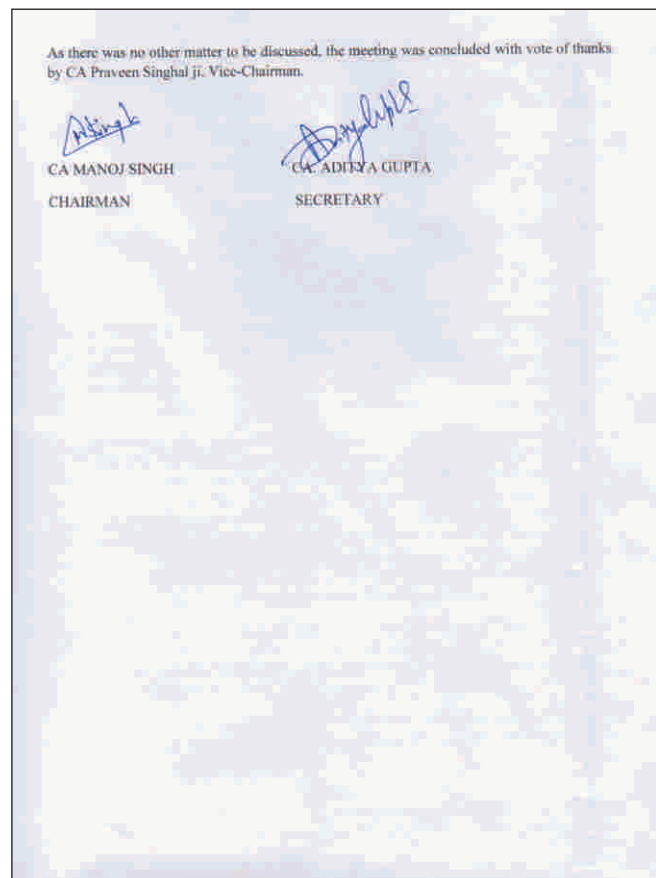 As there was no other matter to be discussed, the meeting was concluded with vote of thanks
by CA Praveen Singhal ji. Vice-Chairman.
CA MANOJ SINGH
CA. ADITYA GUPTA
CHAIRMAN
SECRETARY